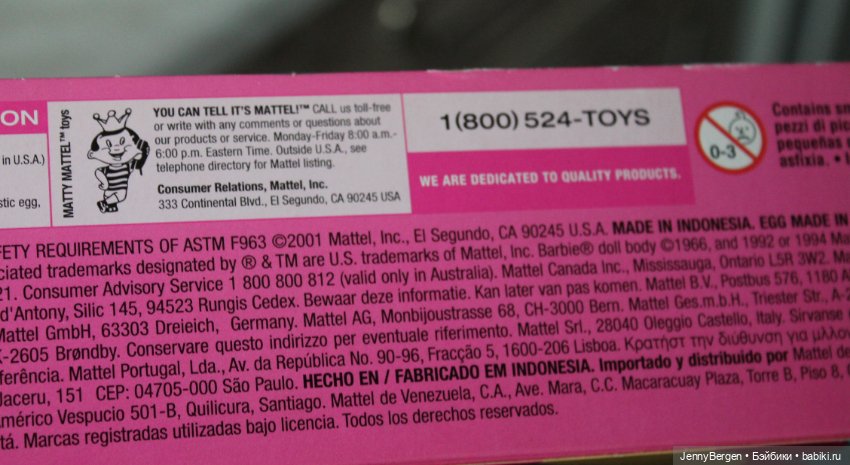 ON
in U.S.A.)
stic egg,
MATTY MATTEL™ toys
YOU CAN TELL IT'S MATTEL!™ CALL us toll-free
or write with any comments or questions about
our products or service. Monday-Friday 8:00 a.m.-
6:00 p.m. Eastern Time. Outside U.S.A., see
telephone directory for Mattel listing.
Consumer Relations, Mattel, Inc.
333 Continental Blvd., El Segundo, CA 90245 USA
1(800) 524-TOYS
WE ARE DEDICATED TO QUALITY PRODUCTS.
0-3
Contains sm
pezzi di pic
pequeñas
asfixia. •
FETY REQUIREMENTS OF ASTM F963 ©2001 Mattel, Inc., El Segundo, CA 90245 U.S.A. MADE IN INDONESIA. EGG MADE IN
ciated trademarks designated by ® & TM are U.S. trademarks of Mattel, Inc. Barbie® doll body ©1966, and 1992 or 1994 Mat
21. Consumer Advisory Service 1 800 800 812 (valid only in Australia). Mattel Canada Inc., Mississauga, Ontario L5R 3W2. Ma
d'Antony, Silic 145, 94523 Rungis Cedex. Bewaar deze informatie. Kan later van pas komen. Mattel B.V., Postbus 576, 1180 A
Mattel GmbH, 63303 Dreieich, Germany. Mattel AG, Monbijoustrasse 68, CH-3000 Bern. Mattel Ges.m.b.H., Triester Str., A-2
K-2605 Brøndby. Conservare questo indirizzo per eventuale riferimento. Mattel Srl., 28040 Oleggio Castello, Italy. Sirvanse
ferência. Mattel Portugal, Lda., Av. da República No. 90-96, Fracção 5, 1600-206 Lisboa. Κρατήστ την διύθυνση για μλλον
Jaceru, 151 CEP: 04705-000 São Paulo. HECHO EN / FABRICADO EM INDONESIA. Importado y distribuido por Mattel de
Américo Vespucio 501-B, Quilicura, Santiago. Mattel de Venezuela, C.A., Ave. Mara, C.C. Macaracuay Plaza, Torre B, Piso 8,
tá. Marcas registradas utilizadas bajo licencia. Todos los derechos reservados.
JennyBergen • Бэйбики • babiki.ru